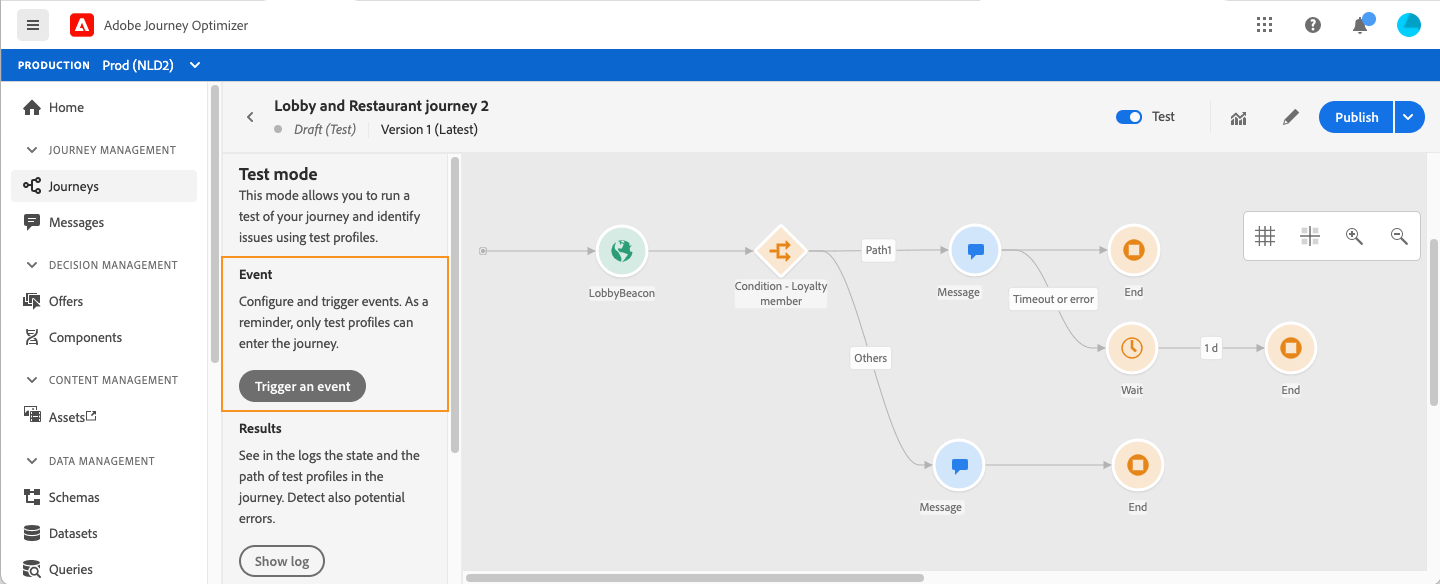 Adobe Journey Optimizer
PRODUCTION Prod (NLD2)
Home
JOURNEY MANAGEMENT
Journeys
Messages
DECISION MANAGEMENT
Offers
Components
CONTENT MANAGEMENT
Assets
DATA MANAGEMENT
Schemas
Datasets
Queries
Lobby and Restaurant journey 2
Draft (Test) Version 1 (Latest)
Test
Publish
Test mode
This mode allows you to run a
test of your journey and identify
issues using test profiles.
Event
Configure and trigger events. As a
reminder, only test profiles can
enter the journey.
Trigger an event
Results
See in the logs the state and the
path of test profiles in the
journey. Detect also potential
errors.
Show log
LobbyBeacon
Condition - Loyalty
member
Path1
Message
End
Timeout or error
Wait
1 d
End
Others
Message
End